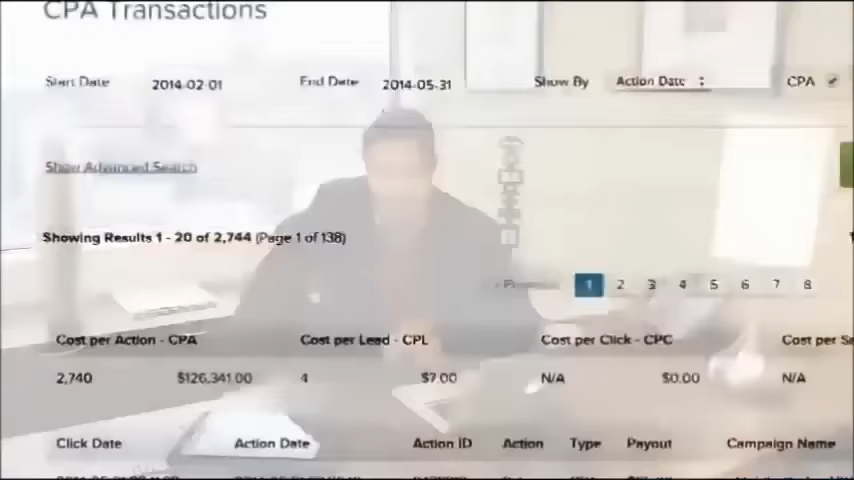 CPA Transactions
Start Date 2014-02-01 End Date 2014-05-31 Show By Action Date CPA
Show Advanced Search
Showing Results 1 - 20 of 2,744 (Page 1 of 138)
1 2 3 4 5 6 7 8
Cost per Action - CPA Cost per Lead - CPL Cost per Click - CPC Cost per
2,740 $126,341.00 4 $7.00 N/A $0.00 N/A
Click Date Action Date Action ID Action Type Payout Campaign Name